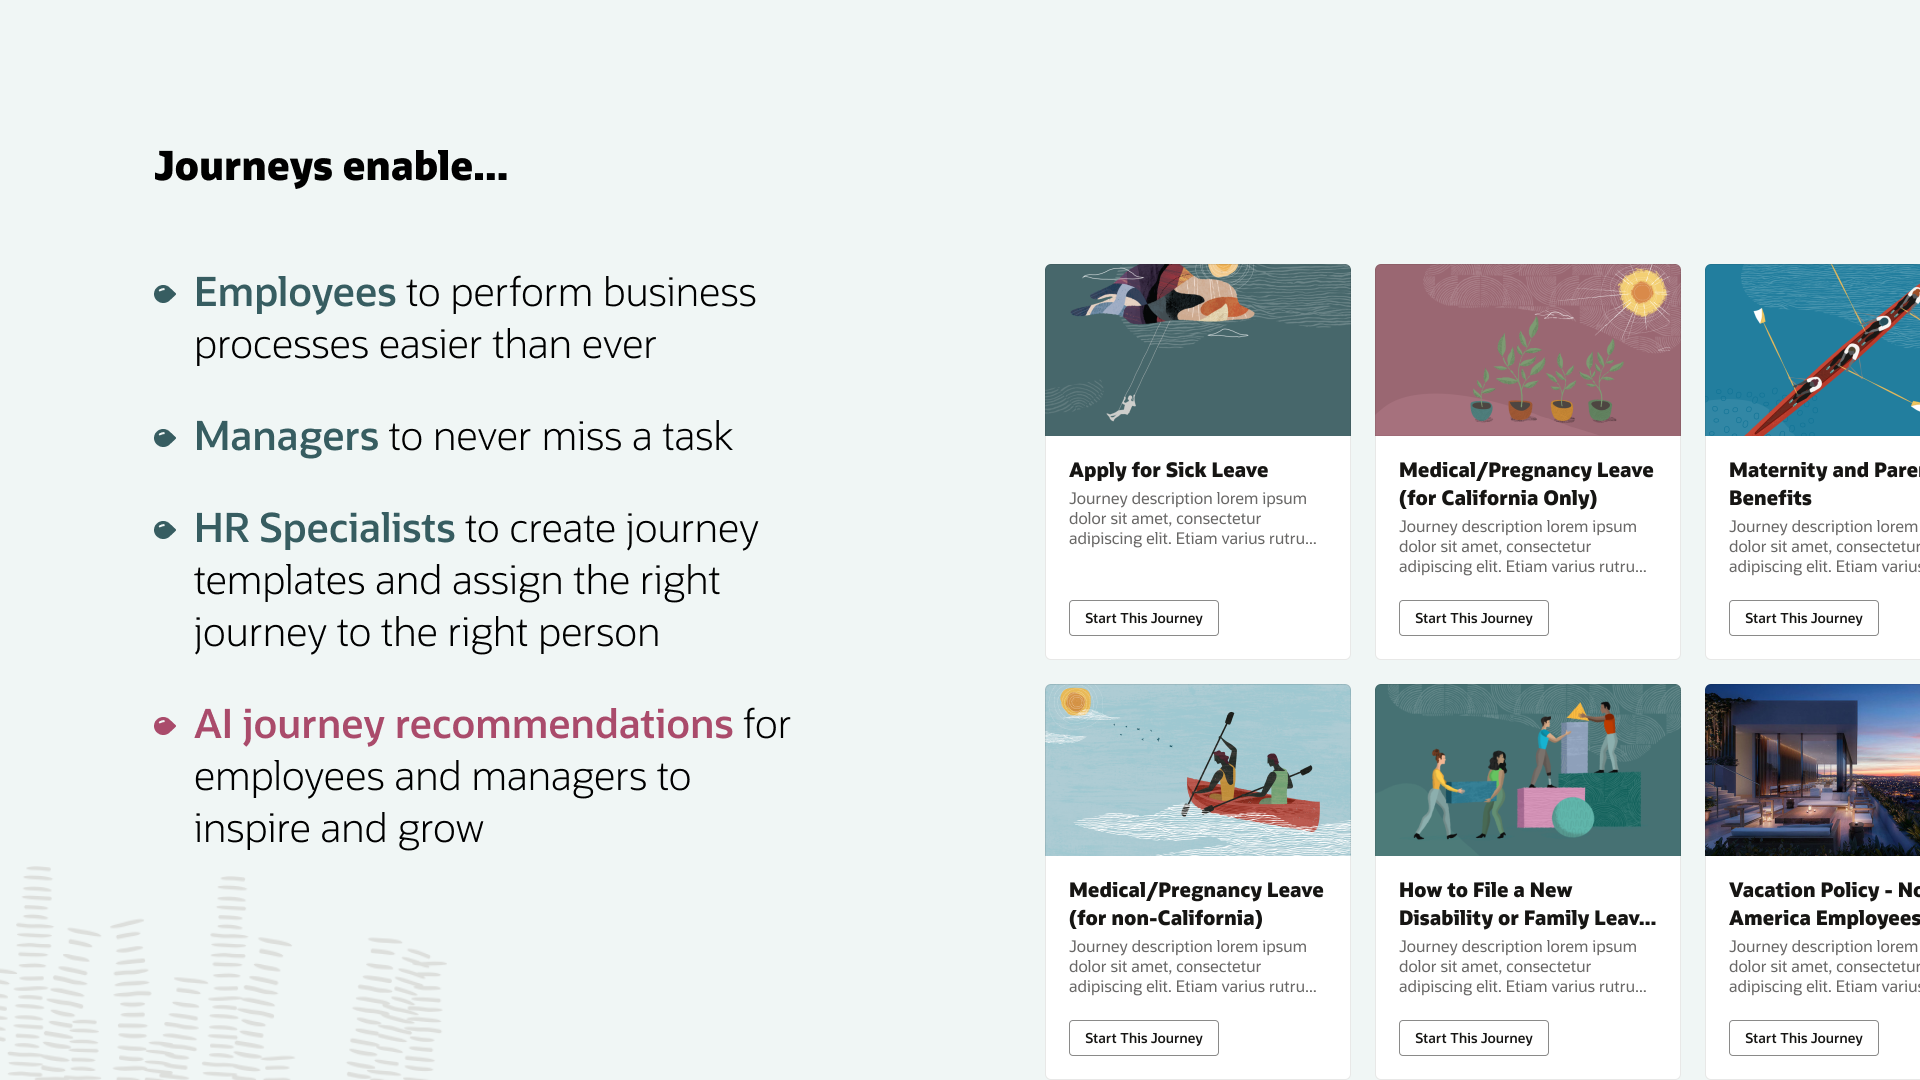 Journeys enable...
Employees to perform business
processes easier than ever
Managers to never miss a task
HR Specialists to create journey
templates and assign the right
journey to the right person
AI journey recommendations for
employees and managers to
inspire and grow
Apply for Sick Leave
Journey description lorem ipsum
dolor sit amet, consectetur
adipiscing elit. Etiam varius rutru...
Start This Journey
Medical/Pregnancy Leave
(for California Only)
Journey description lorem ipsum
dolor sit amet, consectetur
adipiscing elit. Etiam varius rutru...
Start This Journey
Maternity and
Benefits
Journey description lorem
dolor sit amet,
adipiscing elit. Etiam
Start This Journey
Medical/Pregnancy Leave
(for non-California)
Journey description lorem ipsum
dolor sit amet, consectetur
adipiscing elit. Etiam varius rutru...
Start This Journey
How to File a New
Disability or Family Leav...
Journey description lorem ipsum
dolor sit amet, consectetur
adipiscing elit. Etiam varius rutru...
Start This Journey
Vacation Policy -
America Employees
Journey description lorem
dolor sit amet,
adipiscing elit. Etiam
Start This Journey